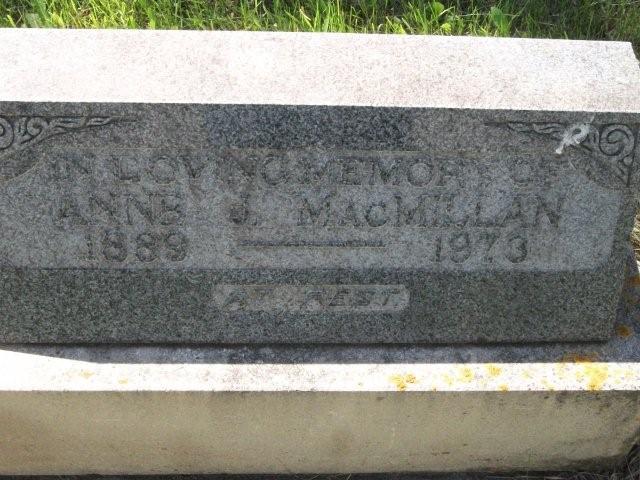 IN LOVING MEMORY OF
ANNE J. MACMILLAN
1889 — 1973
AT REST